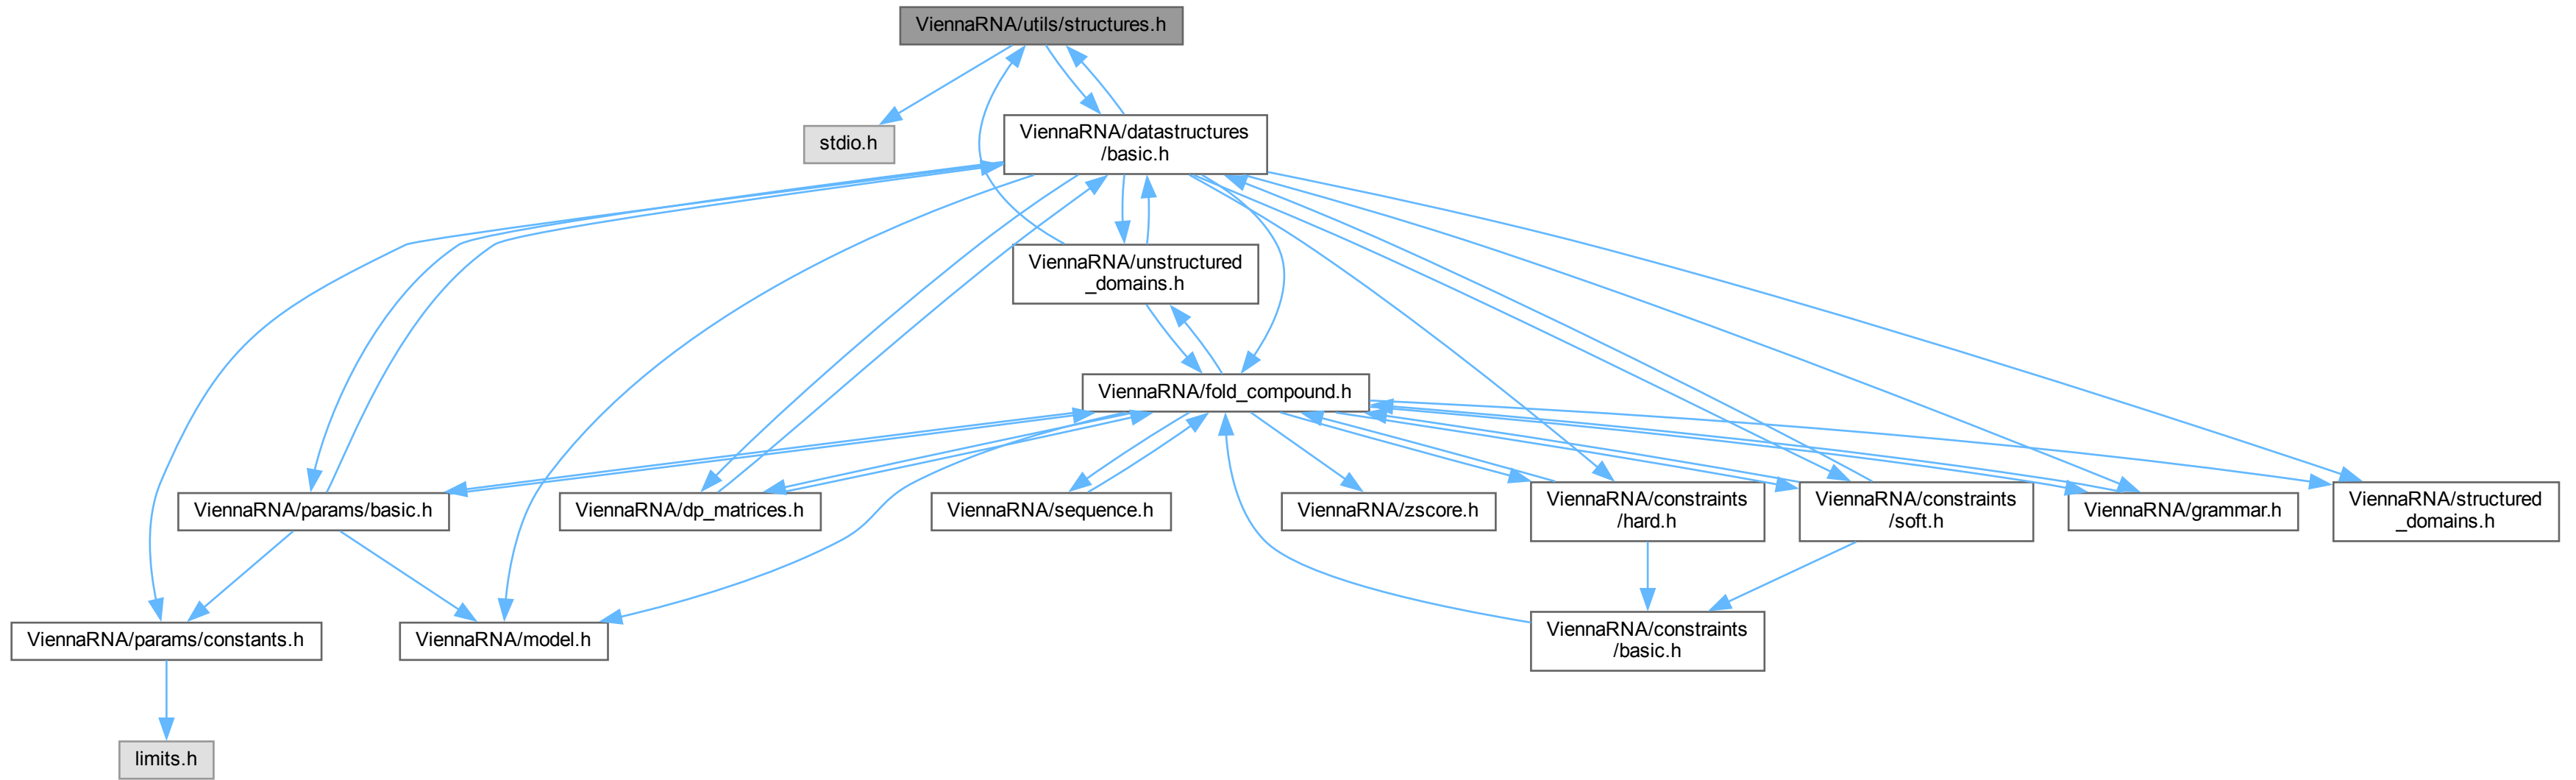 ViennaRNA/utils/structures.h
stdio.h
ViennaRNA/datastructures
/basic.h
ViennaRNA/unstructured
_domains.h
ViennaRNA/fold_compound.h
ViennaRNA/params/basic.h
ViennaRNA/dp_matrices.h
ViennaRNA/sequence.h
ViennaRNA/zscore.h
ViennaRNA/constraints
/hard.h
ViennaRNA/constraints
/soft.h
ViennaRNA/grammar.h
ViennaRNA/structured
_domains.h
ViennaRNA/params/constants.h
ViennaRNA/model.h
ViennaRNA/constraints
/basic.h
limits.h